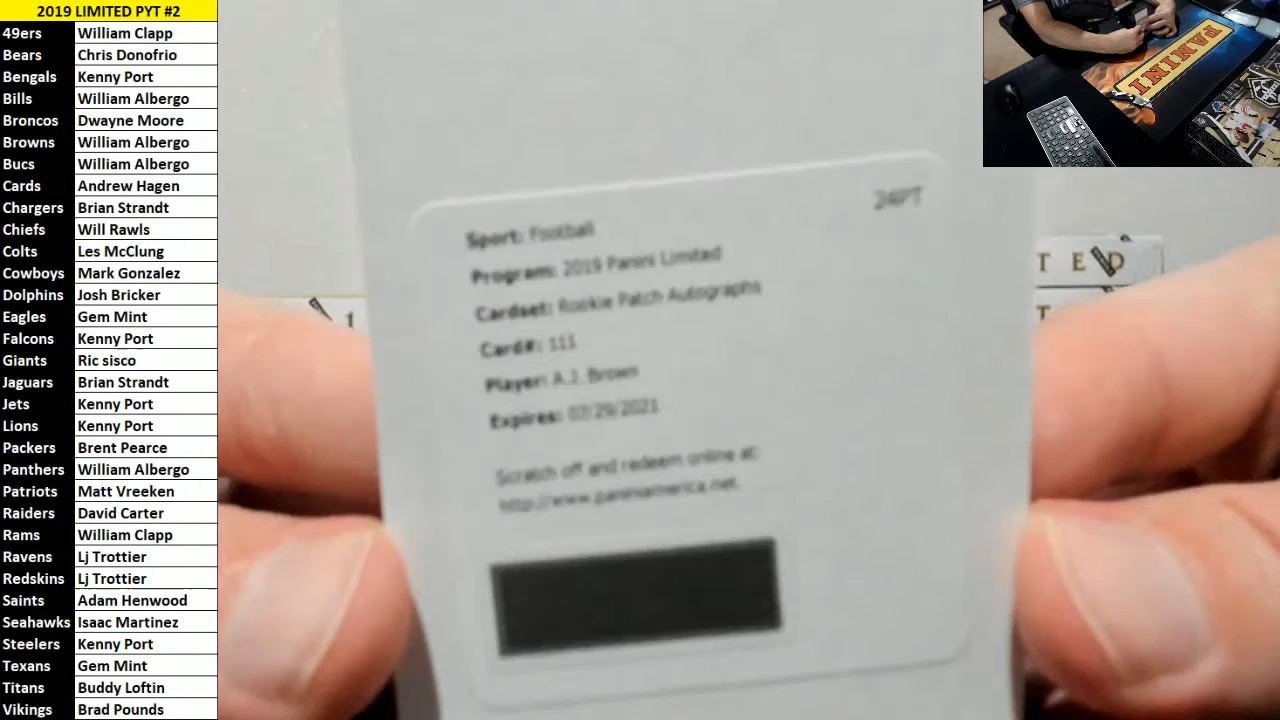 2019 LIMITED PYT #2
49ers William Clapp
Bears Chris Donofrio
Bengals Kenny Port
Bills William Albergo
Broncos Dwayne Moore
Browns William Albergo
Bucs William Albergo
Cards Andrew Hagen
Chargers Brian Strandt
Chiefs Will Rawls
Colts Les McClung
Cowboys Mark Gonzalez
Dolphins Josh Bricker
Eagles Gem Mint
Falcons Kenny Port
Giants Ric sisco
Jaguars Brian Strandt
Jets Kenny Port
Lions Kenny Port
Packers Brent Pearce
Panthers William Albergo
Patriots Matt Vreeken
Raiders David Carter
Rams William Clapp
Ravens Lj Trottier
Redskins Lj Trottier
Saints Adam Henwood
Seahawks Isaac Martinez
Steelers Kenny Port
Texans Gem Mint
Titans Buddy Loftin
Vikings Brad Pounds
24PT
Sport: Football
Program: 2019 Panini Limited
Cardset: Rookie Patch Autographs
Card#: 111
Player: A.J. Brown
Expires: 07/29/2021
Scratch off and redeem online at:
http://www.paniniamerica.net.
PANINI
T E D